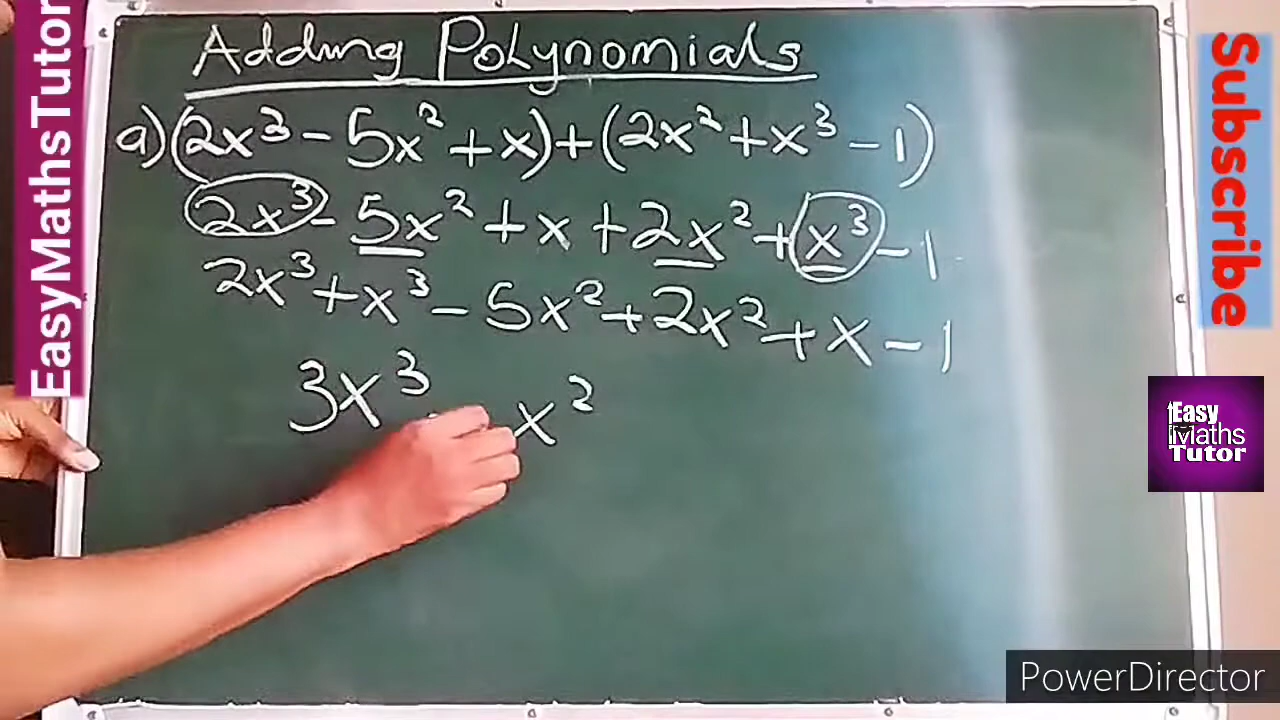 EasyMathsTutor
Adding Polynomials
a) (2x³ - 5x² + x) + (2x² + x³ - 1)
2x³ - 5x² + x + 2x² + x³ - 1
2x³ + x³ - 5x² + 2x² + x - 1
3x³ x²
Subscribe
Easy
Maths
Tutor
PowerDirector